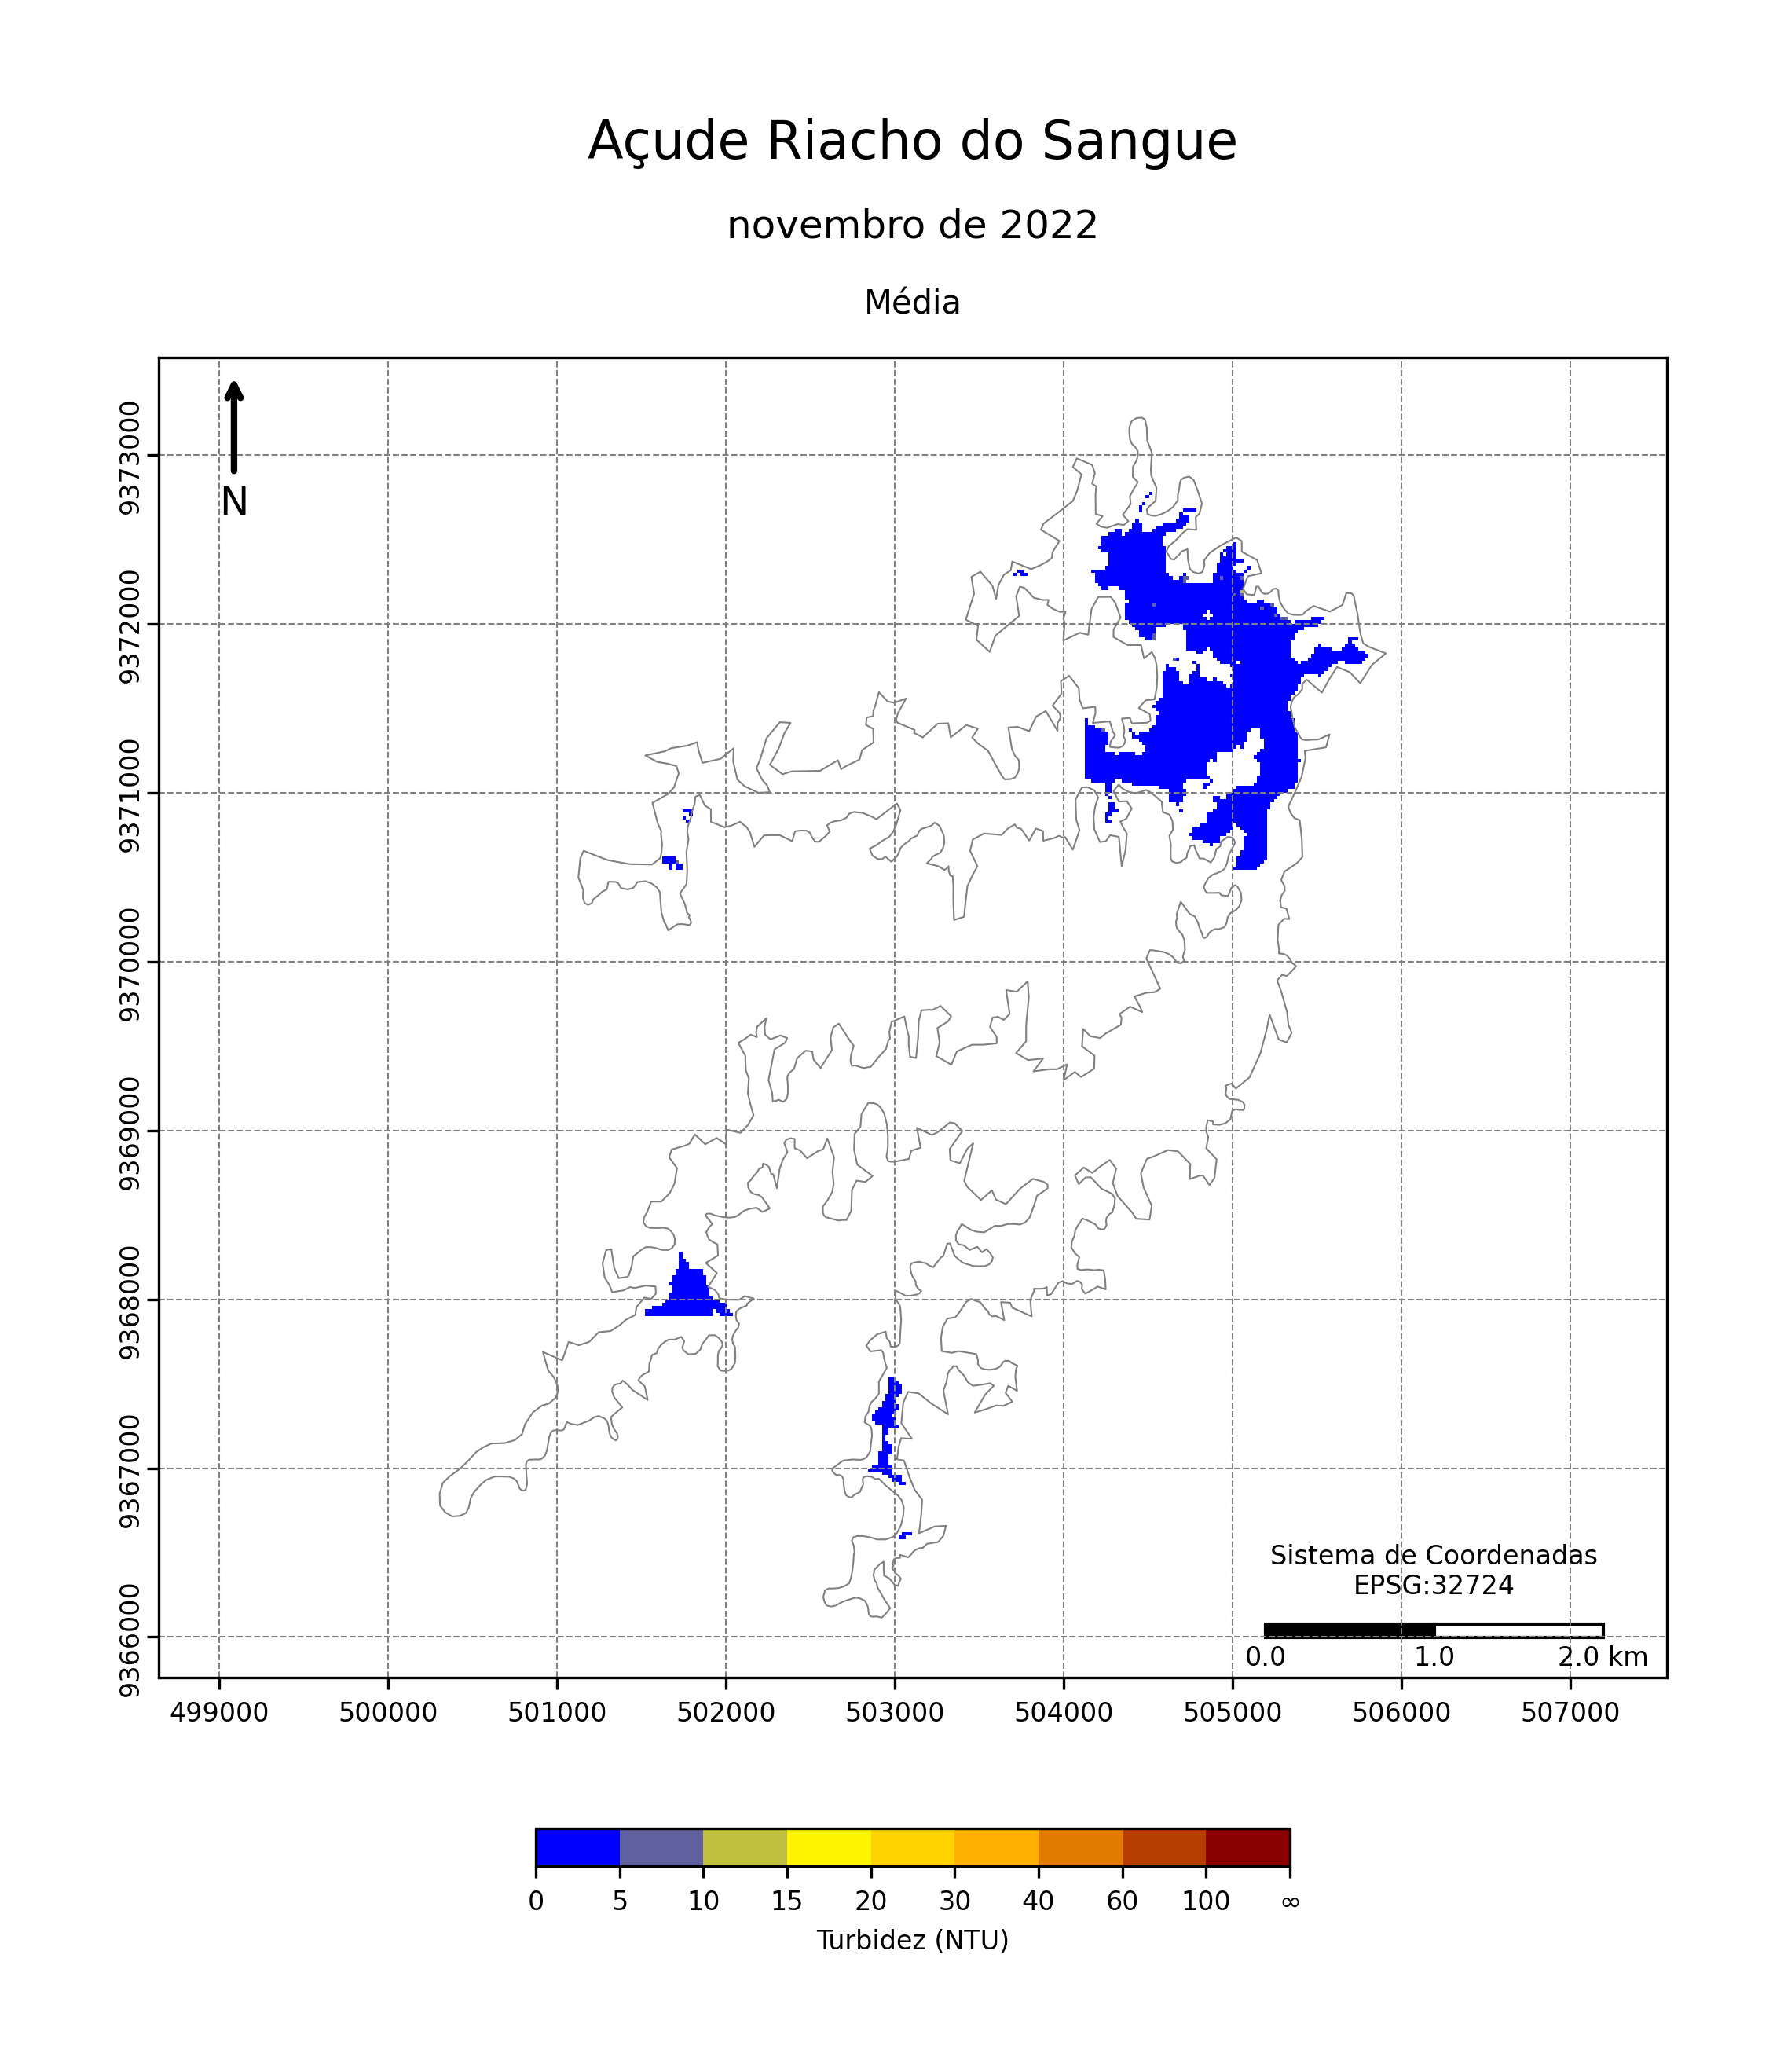 Açude Riacho do Sangue
novembro de 2022
Média
N
9373000
9372000
9371000
9370000
9369000
9368000
9367000
9366000
Sistema de Coordenadas
EPSG:32724
0.0 1.0 2.0 km
499000 500000 501000 502000 503000 504000 505000 506000 507000
0 5 10 15 20 30 40 60 100 ∞
Turbidez (NTU)